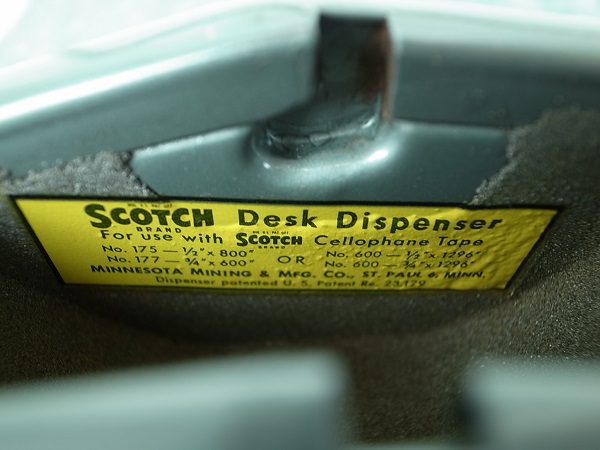 SCOTCH Desk Dispenser
BRAND
For use with SCOTCH Cellophane Tape
BRAND
No. 175 — 1/2" x 800" OR No. 600 — 1/2" x 1296"
No. 177 — 3/4" x 600" No. 600 — 3/4" x 1296"
MINNESOTA MINING & MFG. CO., ST. PAUL 6 MINN.
Dispenser patented U. S. Patent Re. 23,179